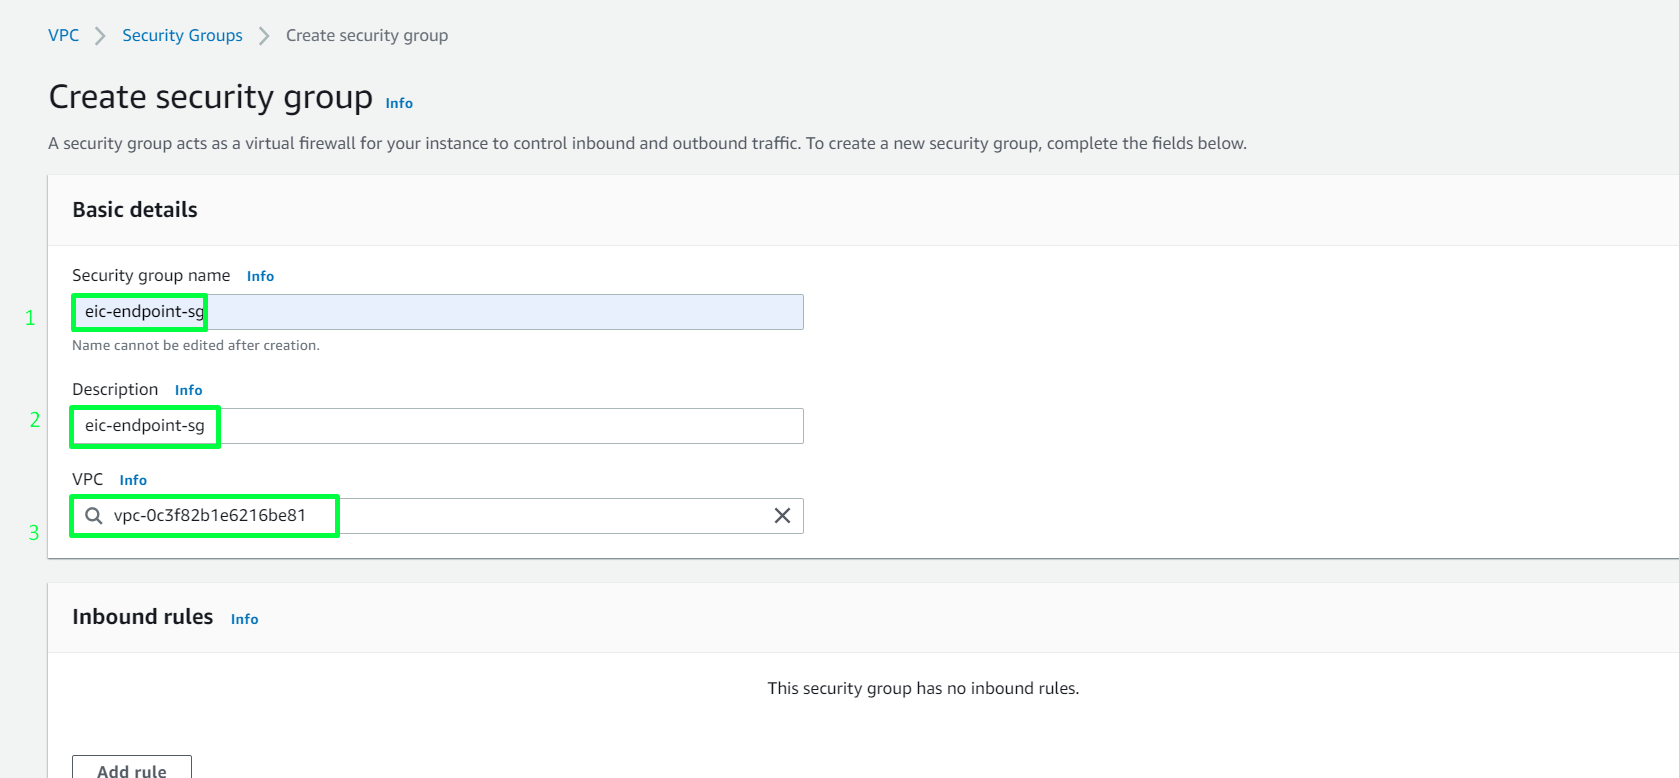 VPC > Security Groups > Create security group
Create security group Info
A security group acts as a virtual firewall for your instance to control inbound and outbound traffic. To create a new security group, complete the fields below.
Basic details
Security group name Info
1 eic-endpoint-sg
Name cannot be edited after creation.
Description Info
2 eic-endpoint-sg
VPC Info
3 vpc-0c3f82b1e6216be81
Inbound rules Info
This security group has no inbound rules.
Add rule